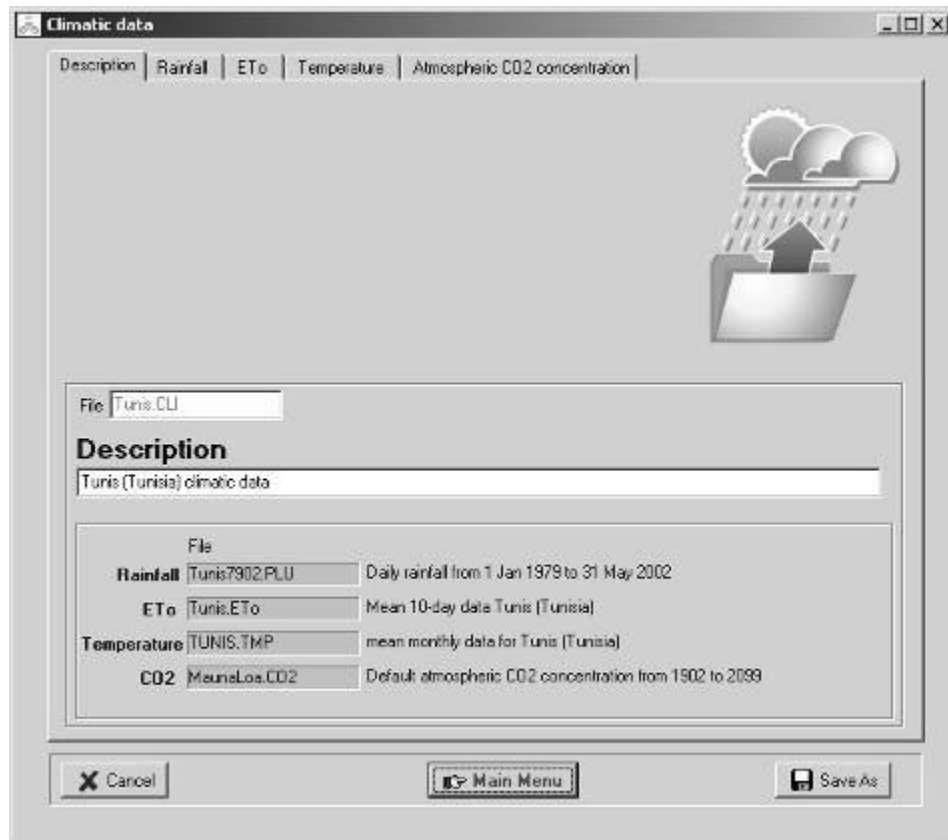 Climatic data
Description Rainfall ETo Temperature Atmospheric CO2 concentration
File Tunis.CLI
Description
Tunis (Tunisia) climatic data
File
Rainfall Tunis7902.PLU Daily rainfall from 1 Jan 1979 to 31 May 2002
ETo Tunis.ETo Mean 10-day data Tunis (Tunisia)
Temperature TUNIS.TMP mean monthly data for Tunis (Tunisia)
CO2 MaunaLoa.CO2 Default atmospheric CO2 concentration from 1902 to 2099
Cancel Main Menu Save As